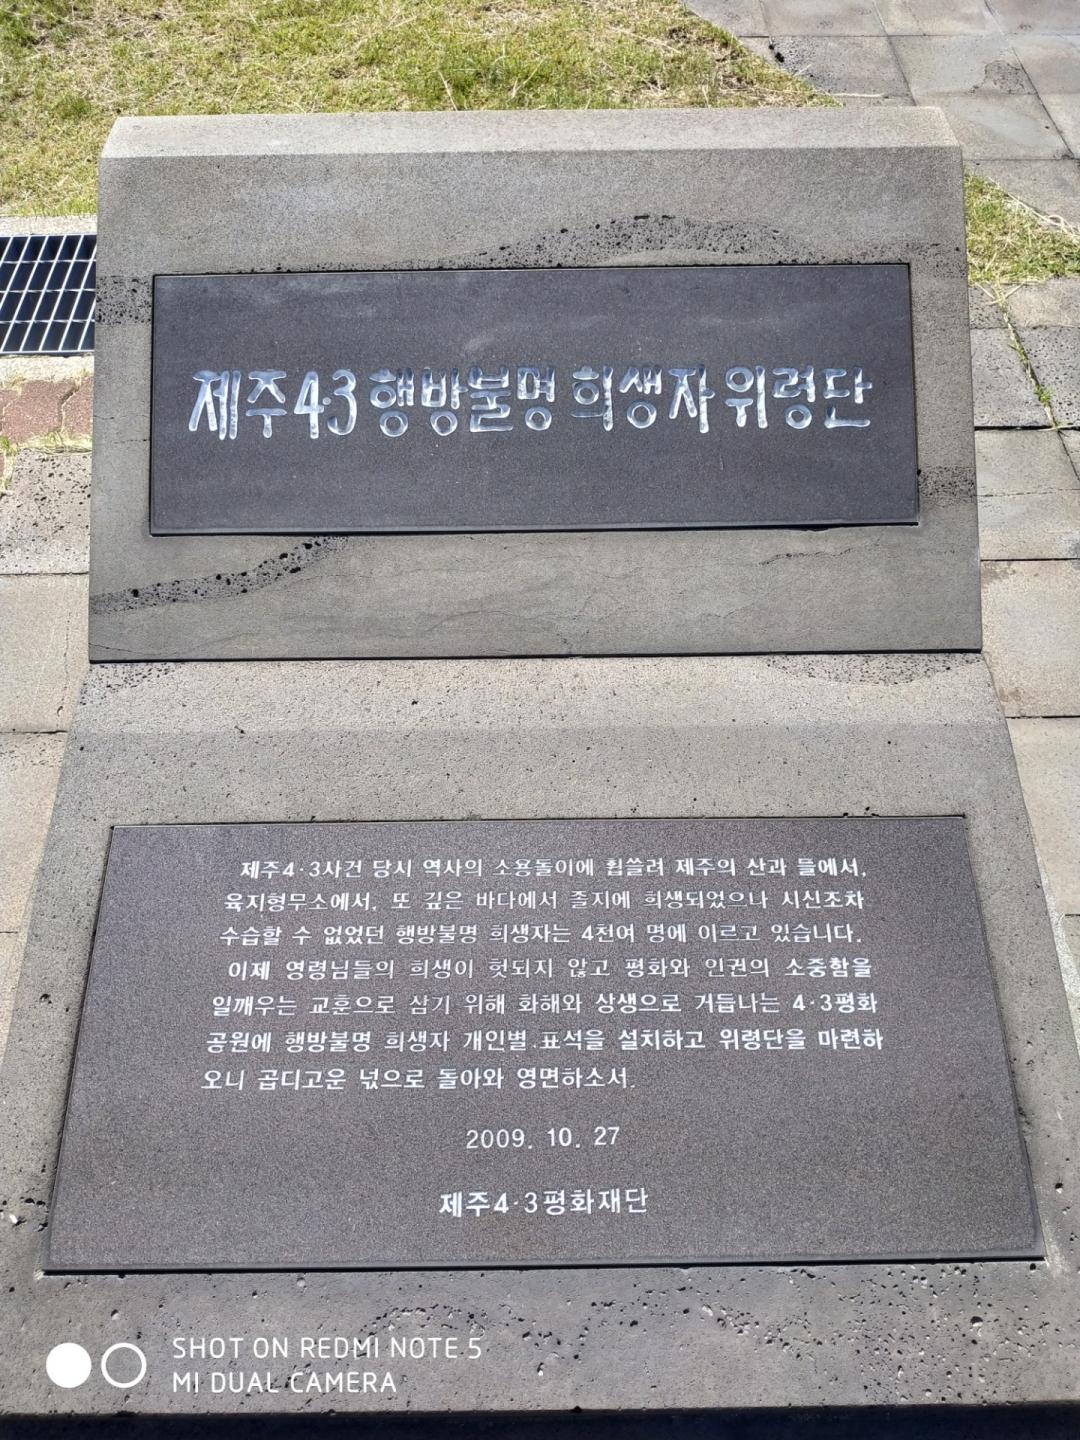 제주4·3 행방불명 희생자 위령단
제주4·3사건 당시 역사의 소용돌이에 휩쓸려 제주의 산과 들에서,
육지형무소에서, 또 깊은 바다에서 졸지에 희생되었으나 시신조차
수습할 수 없었던 행방불명 희생자는 4천여 명에 이르고 있습니다.
이제 영령님들의 희생이 헛되지 않고 평화와 인권의 소중함을
일깨우는 교훈으로 삼기 위해 화해와 상생으로 거듭나는 4·3평화
공원에 행방불명 희생자 개인별 표석을 설치하고 위령단을 마련하
오니 곱디고운 넋으로 돌아와 영면하소서.
2009. 10. 27
제주4·3평화재단
SHOT ON REDMI NOTE 5
MI DUAL CAMERA